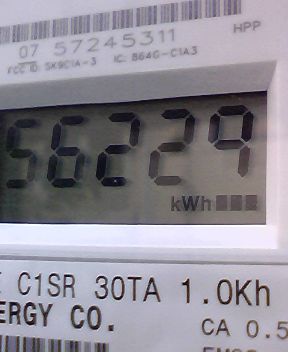 07 57245311 HPP
FCC ID: SK9C1A-3 IC: 864G-C1A3
56229
kWh
C1SR 30TA 1.0Kh
ERGY CO.
CA 0.5